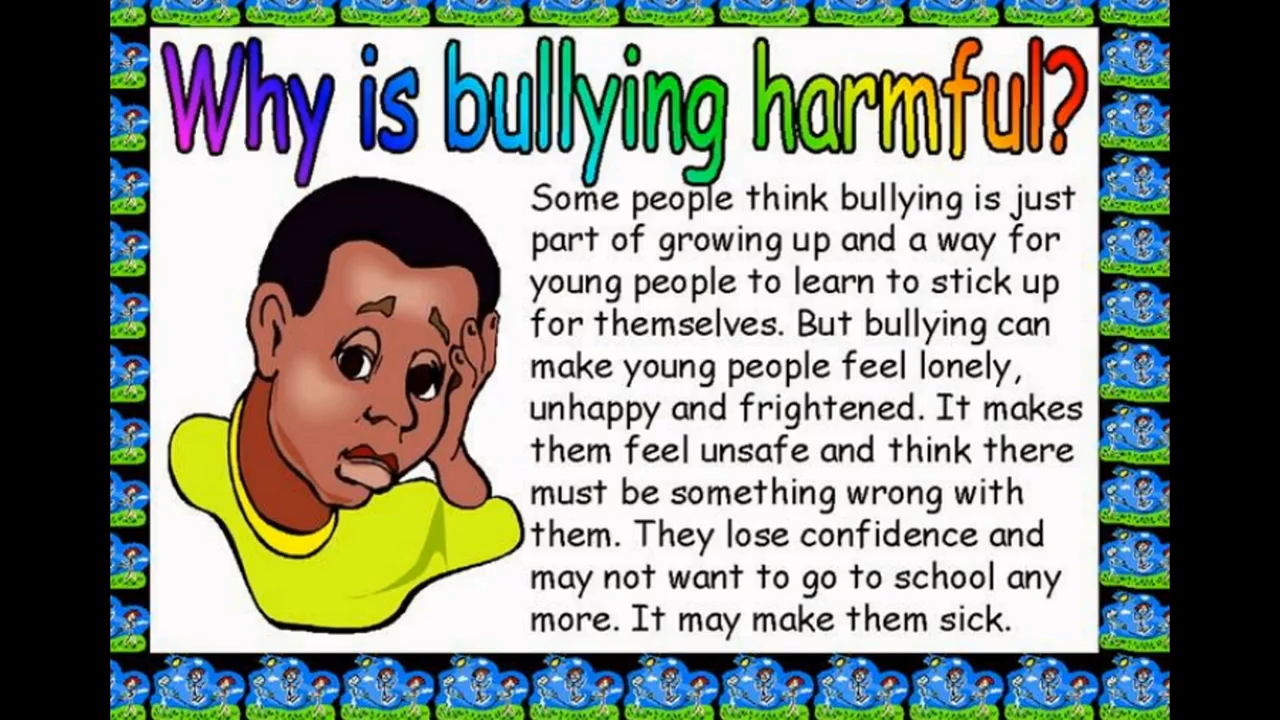 Why is bullying harmful?
Some people think bullying is just
part of growing up and a way for
young people to learn to stick up
for themselves. But bullying can
make young people feel lonely,
unhappy and frightened. It makes
them feel unsafe and think there
must be something wrong with
them. They lose confidence and
may not want to go to school any
more. It may make them sick.